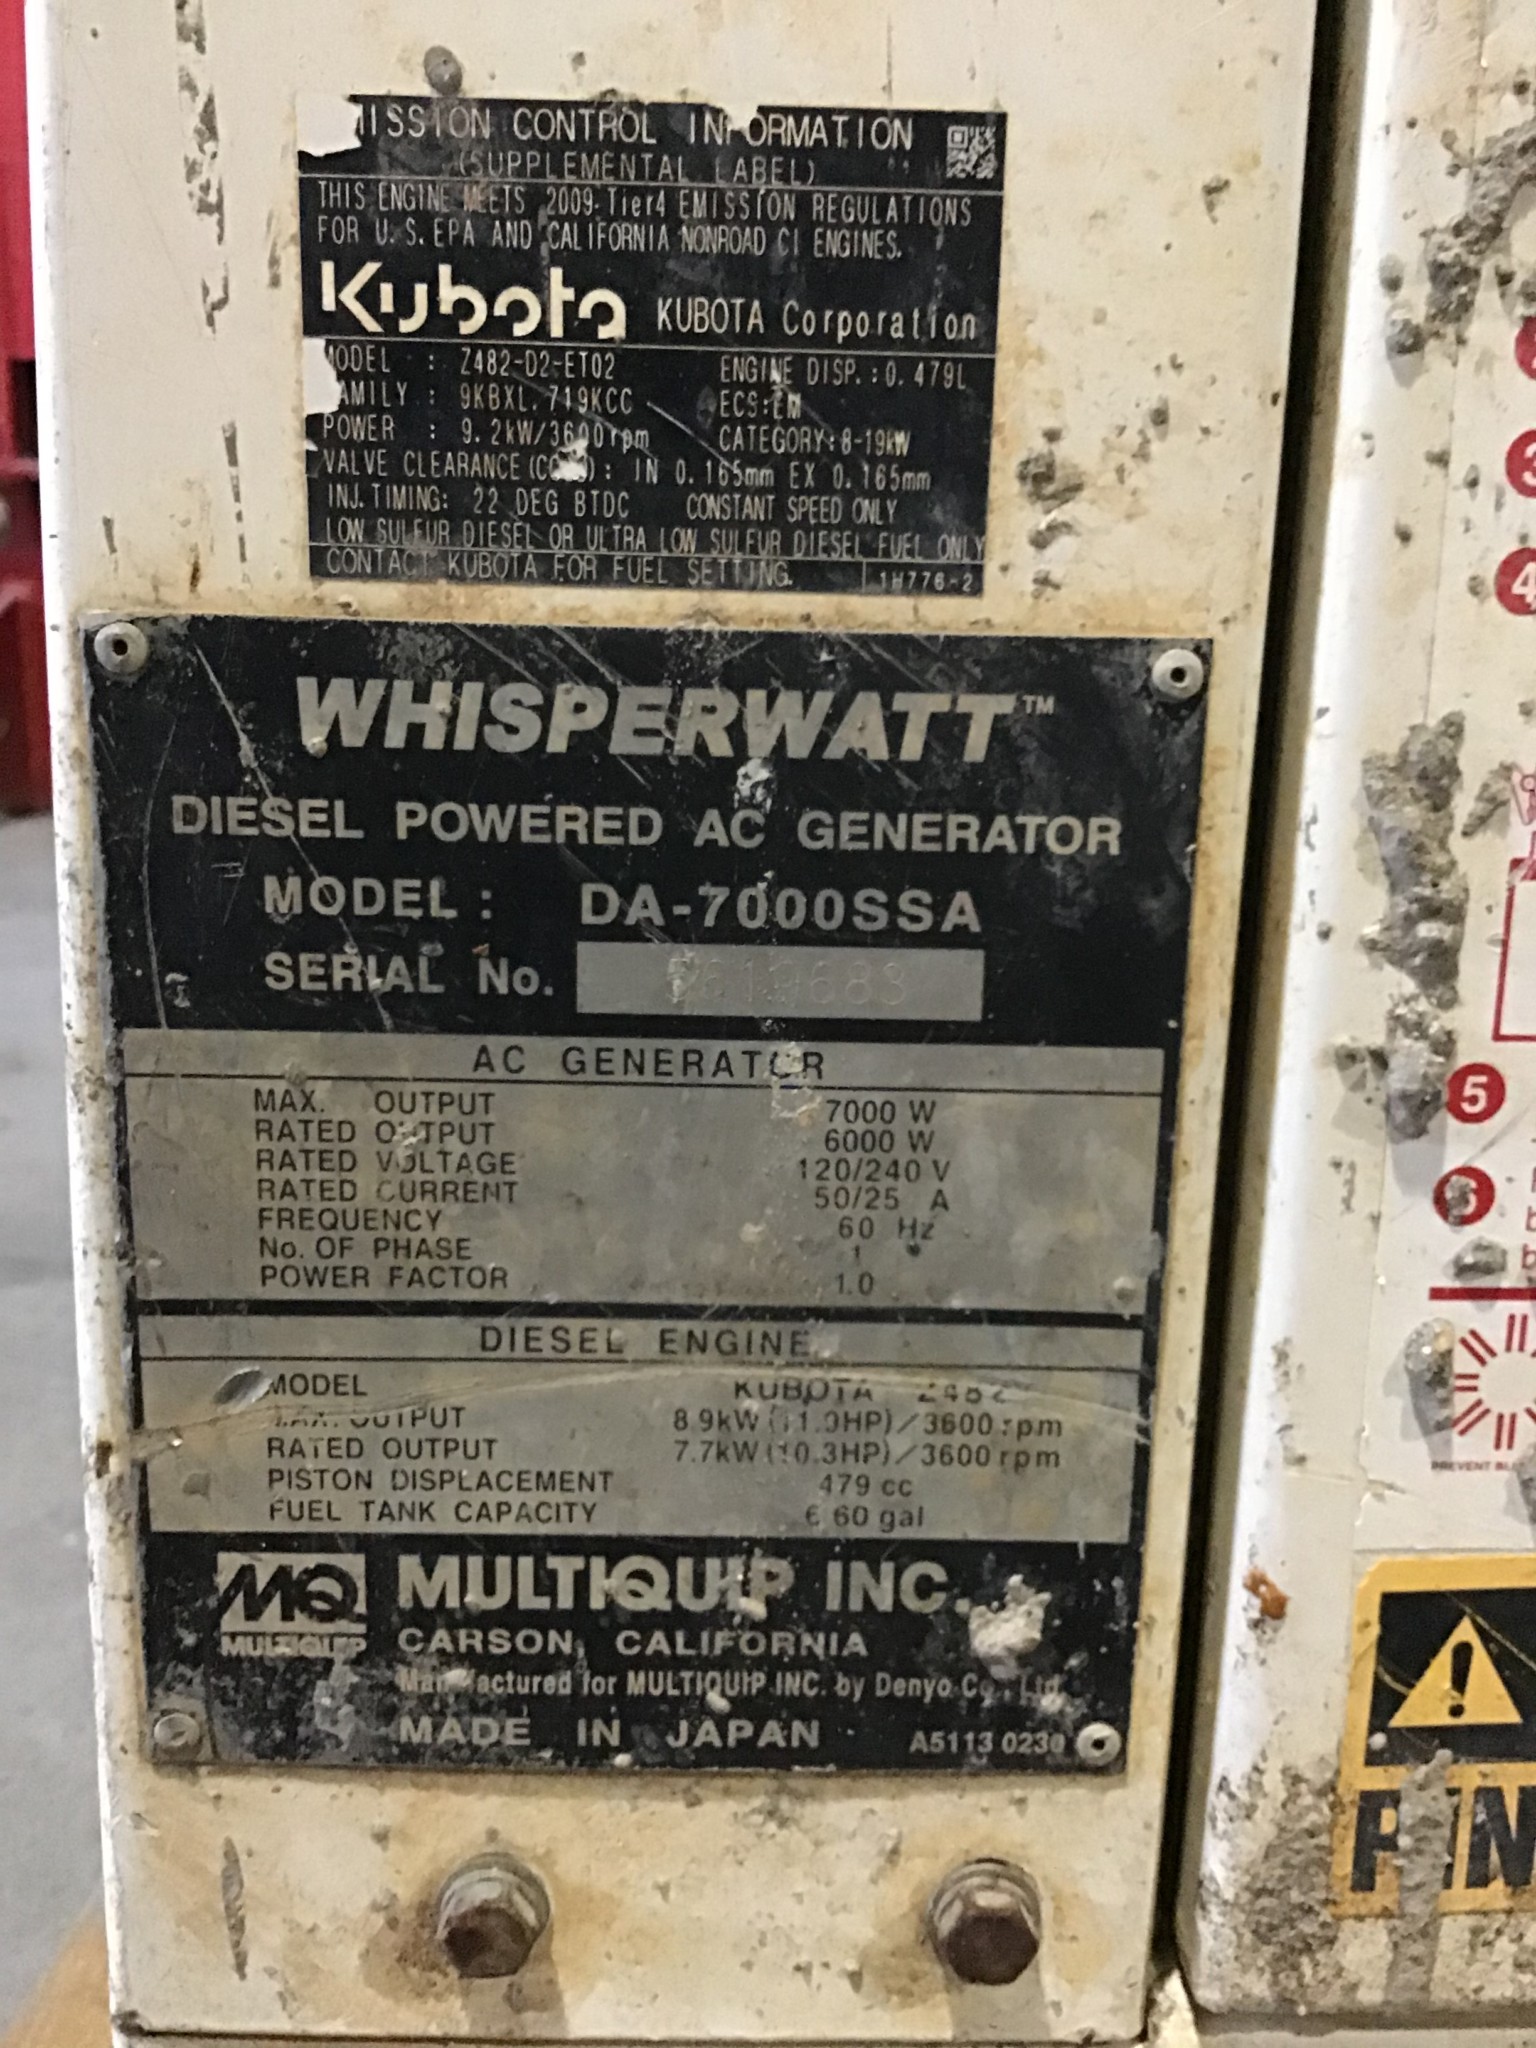 MISSION CONTROL INFORMATION
(SUPPLEMENTAL LABEL)
THIS ENGINE MEETS 2009 Tier4 EMISSION REGULATIONS
FOR U.S.EPA AND CALIFORNIA NONROAD CI ENGINES.
Kubota KUBOTA Corporation
MODEL : Z482-D2-ET02 ENGINE DISP.:0.479L
AMILY : 9KBXL.719KCC ECS:EM
POWER : 9.2kW/3600rpm CATEGORY:8-19kW
VALVE CLEARANCE : IN 0.165mm EX 0.165mm
INJ.TIMING: 22 DEG BTDC CONSTANT SPEED ONLY
LOW SULFUR DIESEL OR ULTRA LOW SULFUR DIESEL FUEL ONLY
CONTACT KUBOTA FOR FUEL SETTING. 1H776-2
WHISPERWATT™
DIESEL POWERED AC GENERATOR
MODEL : DA-7000SSA
SERIAL No.
AC GENERATOR
MAX. OUTPUT 7000 W
RATED OUTPUT 6000 W
RATED VOLTAGE 120/240 V
RATED CURRENT 50/25 A
FREQUENCY 60 Hz
No. OF PHASE 1
POWER FACTOR 1.0
DIESEL ENGINE
MODEL KUBOTA Z482
MAX. OUTPUT 8.9kW(11.9HP)/3600rpm
RATED OUTPUT 7.7kW(10.3HP)/3600rpm
PISTON DISPLACEMENT 479 cc
FUEL TANK CAPACITY 6.60 gal
MQ MULTIQUIP INC.
MULTIQUIP CARSON, CALIFORNIA
Manufactured for MULTIQUIP INC. by Denyo Co., Ltd.
MADE IN JAPAN A5113 0230
3
4
5
6
PREVENT